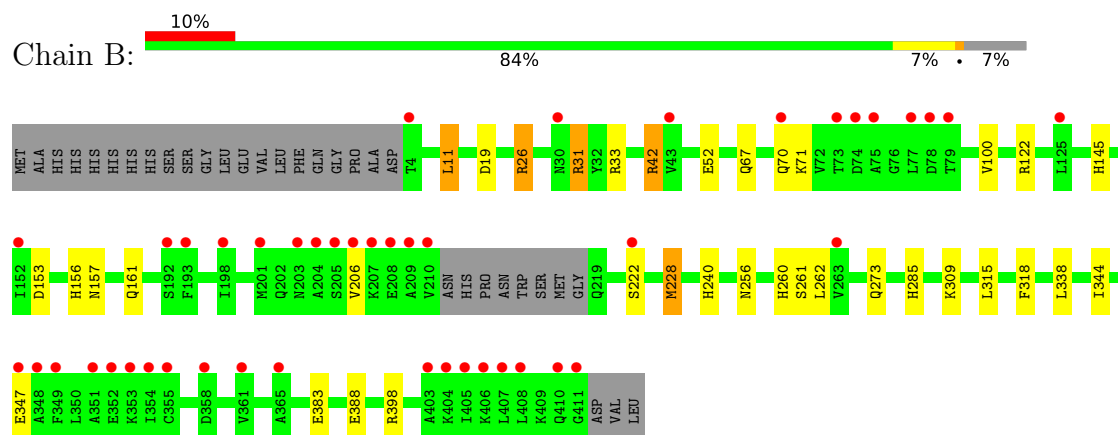 10%
Chain B:
84% 7% • 7%
MET ALA HIS HIS HIS HIS HIS HIS SER SER GLY LEU GLU VAL LEU PHE GLN GLY PRO ALA ASP T4 L11 D19 R26 N30 R31 Y32 R33 R42 V43 E52 Q67 Q70 K71 V72 T73 D74 A75 G76 L77 D78 T79 V100 R122 L125 H145
I152 D153 H156 N157 Q161 S192 F193 I198 M201 Q202 N203 A204 S205 V206 K207 E208 A209 V210 ASN HIS PRO ASN TRP SER MET GLY Q219 S222 M228 H240 N256 H260 S261 L262 V263 Q273 H285 K309 L315 F318 L338 I344
E347 A348 F349 L350 A351 E352 K353 I354 C355 D358 V361 A365 E383 E388 R398 A403 K404 I405 K406 L407 L408 K409 Q410 G411 ASP VAL LEU